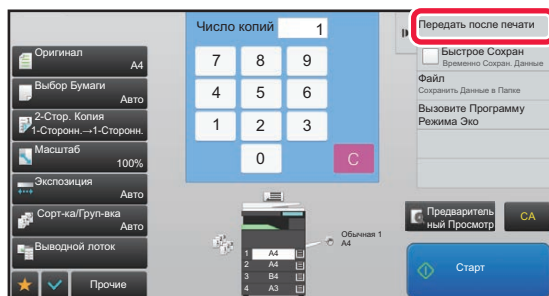 Число копий 1
Передать после печати
Быстрое Сохран
Временно Сохран. Данные
Файл
Сохранить Данные в Папке
Вызовите Программу
Режима Эко
Оригинал
A4
Выбор Бумаги
Авто
2-Стор. Копия
1-Сторонн.→1-Сторонн.
Масштаб
100%
Экспозиция
Авто
Сорт-ка/Груп-вка
Авто
Выводной лоток
Прочие
7 8 9
4 5 6
1 2 3
0 C
Обычная 1
A4
1 A4
2 A4
3 B4
4 A3
Предваритель
ный Просмотр
CA
Старт